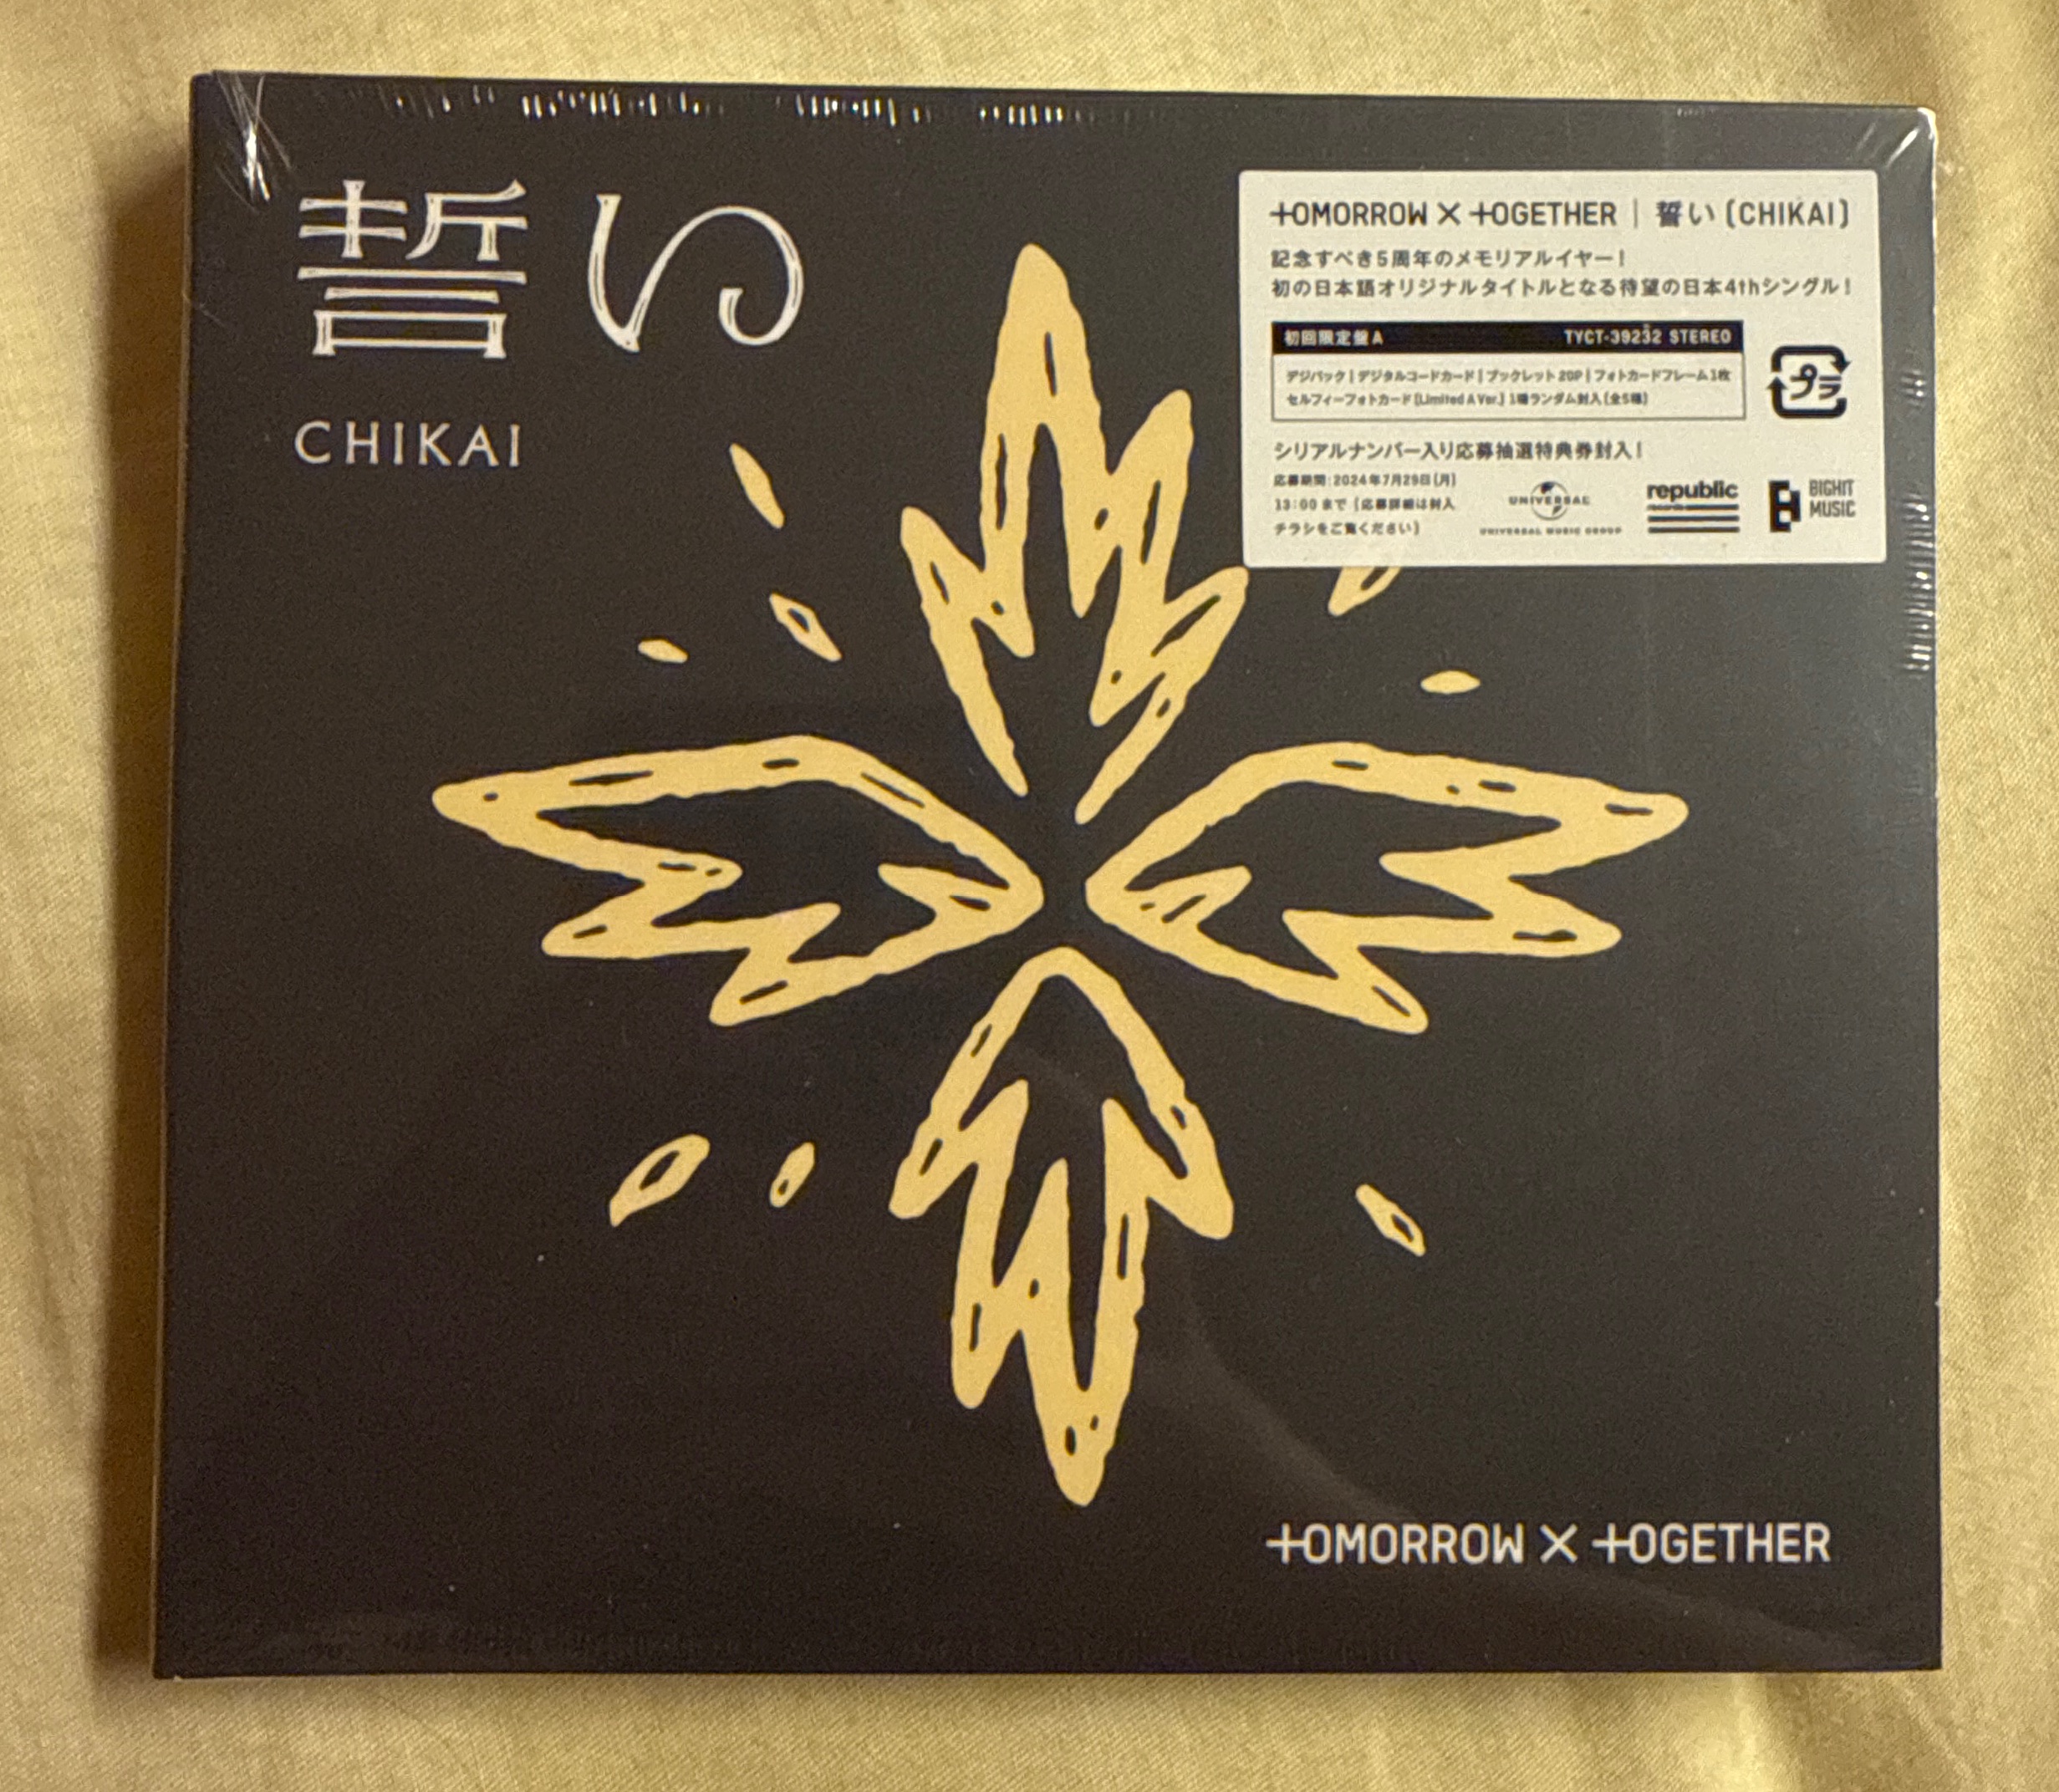 誓い
CHIKAI
TOMORROW X TOGETHER | 誓い (CHIKAI)
記念すべき5周年のメモリアルイヤー!
初の日本語オリジナルタイトルとなる待望の日本4thシングル!
初回限定盤A TYCT-39232 STEREO
デジパック | デジタルコードカード | ブックレット 20P | フォトカードフレーム1枚
セルフィーフォトカード (Limited A Ver.) 1種ランダム封入 (全5種)
プラ
シリアルナンバー入り応募抽選特典券封入!
応募期間:2024年7月29日(月)
13:00 まで (応募詳細は封入
チラシをご覧ください)
UNIVERSAL
UNIVERSAL MUSIC GROUP
republic
BIGHIT
MUSIC
TOMORROW X TOGETHER